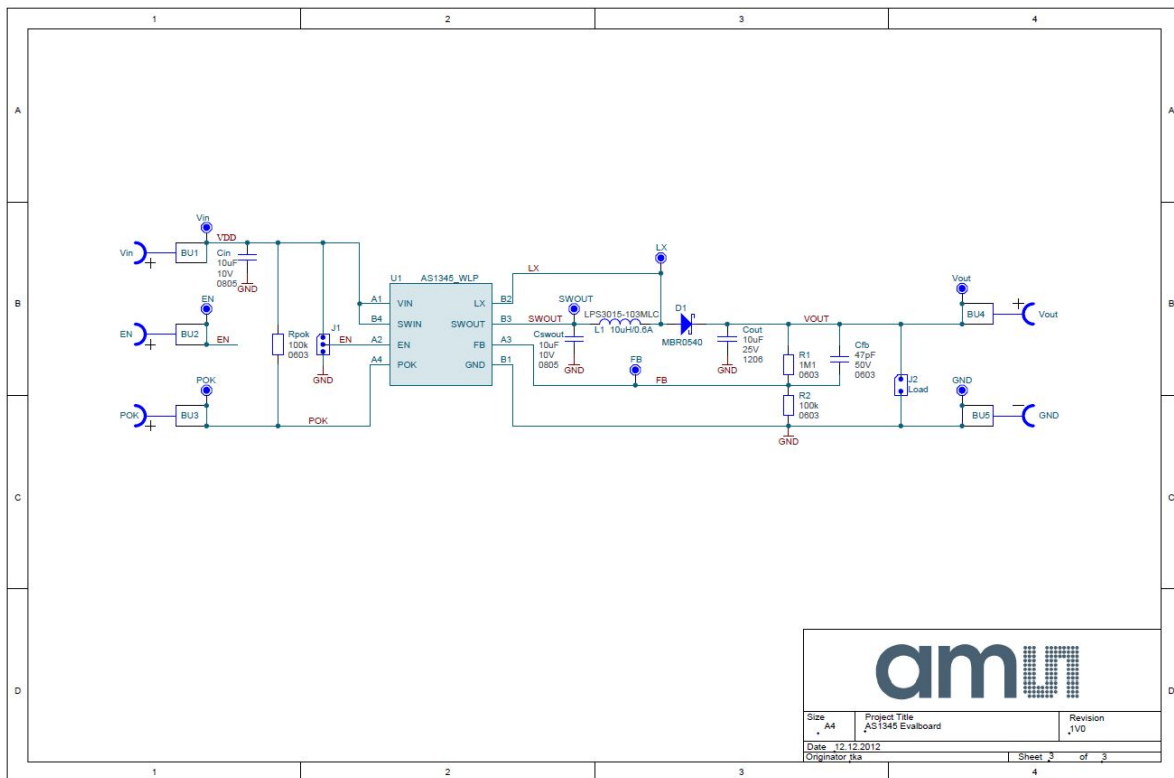 1 2 3 4
A A
B B
C C
D D
Vin
Vin
BU1
+
VDD
Cin
10uF
10V
0805
GND
EN
EN
BU2
+
EN
POK
POK
BU3
+
POK
Rpok
100k
0603
J1
EN
GND
U1 AS1345_WLP
A1 VIN LX B2
B4 SWIN SWOUT B3
A2 EN FB A3
A4 POK GND B1
LX
LX
SWOUT
SWOUT
Cswout
10uF
10V
0805
GND
LPS3015-103MLC
L1 10uH/0.6A
D1
MBR0540
FB
FB
Cout
10uF
25V
1206
GND
VOUT
R1
1M1
0603
R2
100k
0603
GND
Cfb
47pF
50V
0603
J2
Load
Vout
BU4
+
Vout
GND
BU5
−
GND
ams
Size
A4
Project Title
AS1345 Evalboard
Revision
1V0
Date 12.12.2012
Originator tka
Sheet 3 of 3
1 2 3 4